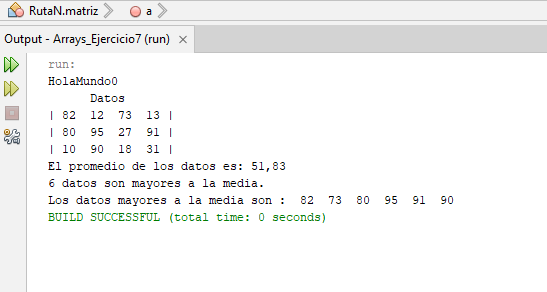 RutaN.matriz a
Output - Arrays_Ejercicio7 (run) ×
run:
HolaMundo0
Datos
| 82 12 73 13 |
| 80 95 27 91 |
| 10 90 18 31 |
El promedio de los datos es: 51,83
6 datos son mayores a la media.
Los datos mayores a la media son : 82 73 80 95 91 90
BUILD SUCCESSFUL (total time: 0 seconds)